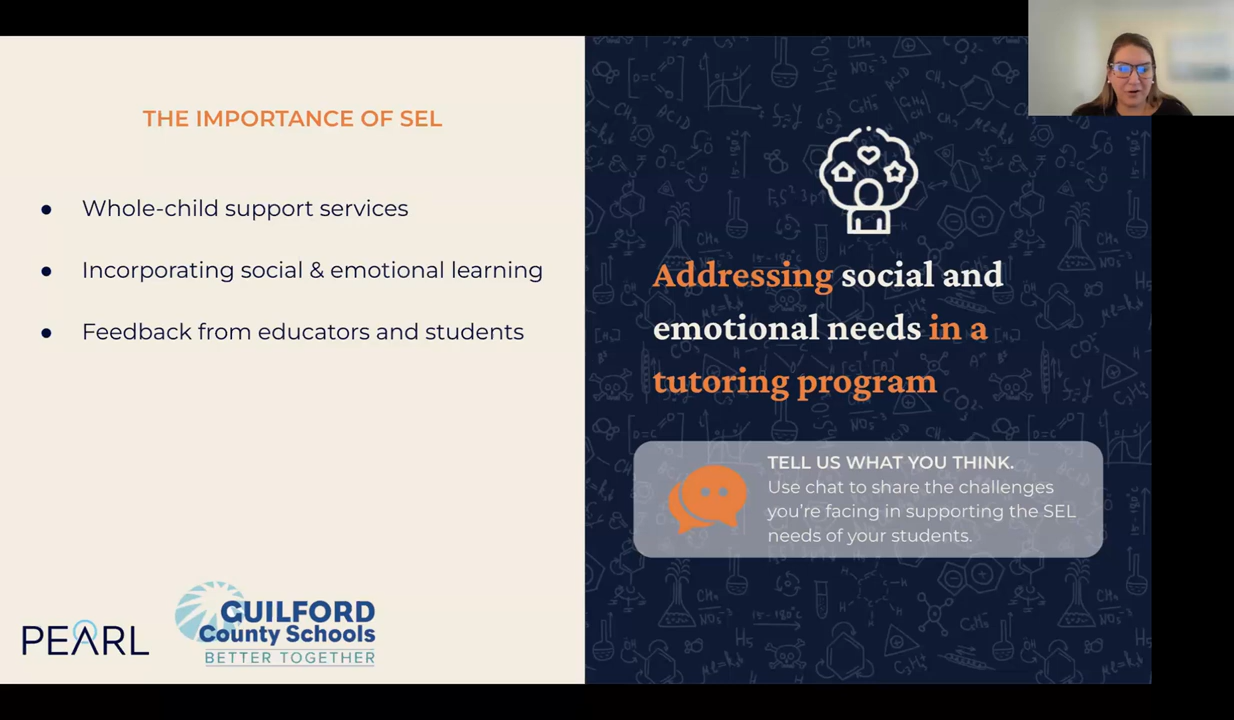 THE IMPORTANCE OF SEL
● Whole-child support services
● Incorporating social & emotional learning
● Feedback from educators and students
PEARL
GUILFORD
County Schools
BETTER TOGETHER
Addressing social and
emotional needs in a
tutoring program
TELL US WHAT YOU THINK.
Use chat to share the challenges
you’re facing in supporting the SEL
needs of your students.